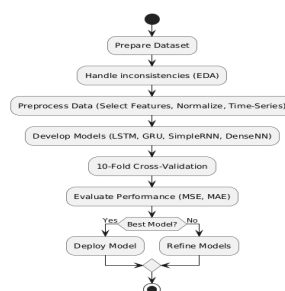 Prepare Dataset
Handle inconsistencies (EDA)
Preprocess Data (Select Features, Normalize, Time-Series)
Develop Models (LSTM, GRU, SimpleRNN, DenseNN)
10-Fold Cross-Validation
Evaluate Performance (MSE, MAE)
Yes
Best Model?
No
Deploy Model
Refine Models